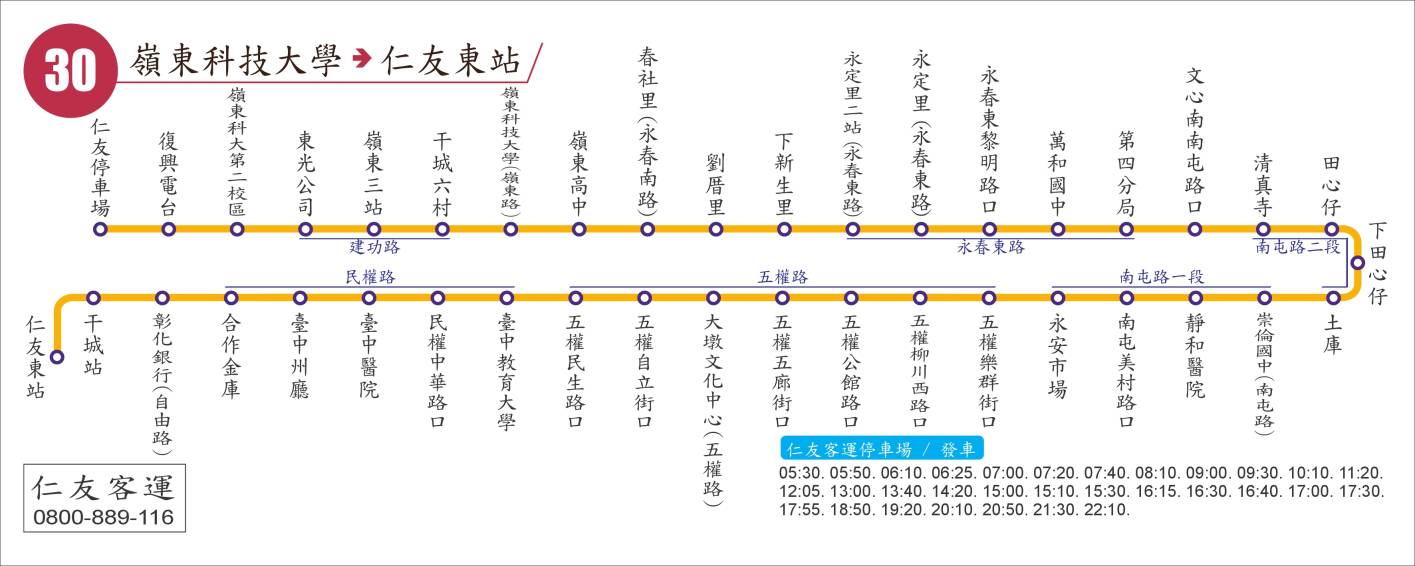 30
嶺東科技大學➔仁友東站
仁友停車場
復興電台
嶺東科大第二校區
東光公司
嶺東三站
干城六村
嶺東科技大學(嶺東路)
嶺東高中
春社里(永春南路)
劉厝里
下新生里
永定里二站(永春東路)
永定里(永春東路)
永春東黎明路口
萬和國中
第四分局
文心南南屯路口
清真寺
田心仔
下田心仔
建功路
永春東路
南屯路二段
民權路
五權路
南屯路一段
仁友東站
干城站
彰化銀行(自由路)
合作金庫
臺中州廳
臺中醫院
民權中華路口
臺中教育大學
五權民生路口
五權自立街口
大墩文化中心(五權路)
五權五廊街口
五權公館路口
五權柳川西路口
五權樂群街口
永安市場
南屯美村路口
靜和醫院
崇倫國中(南屯路)
土庫
仁友客運停車場 / 發車
05:30. 05:50. 06:10. 06:25. 07:00. 07:20. 07:40. 08:10. 09:00. 09:30. 10:10. 11:20.
12:05. 13:00. 13:40. 14:20. 15:00. 15:10. 15:30. 16:15. 16:30. 16:40. 17:00. 17:30.
17:55. 18:50. 19:20. 20:10. 20:50. 21:30. 22:10.
仁友客運
0800-889-116